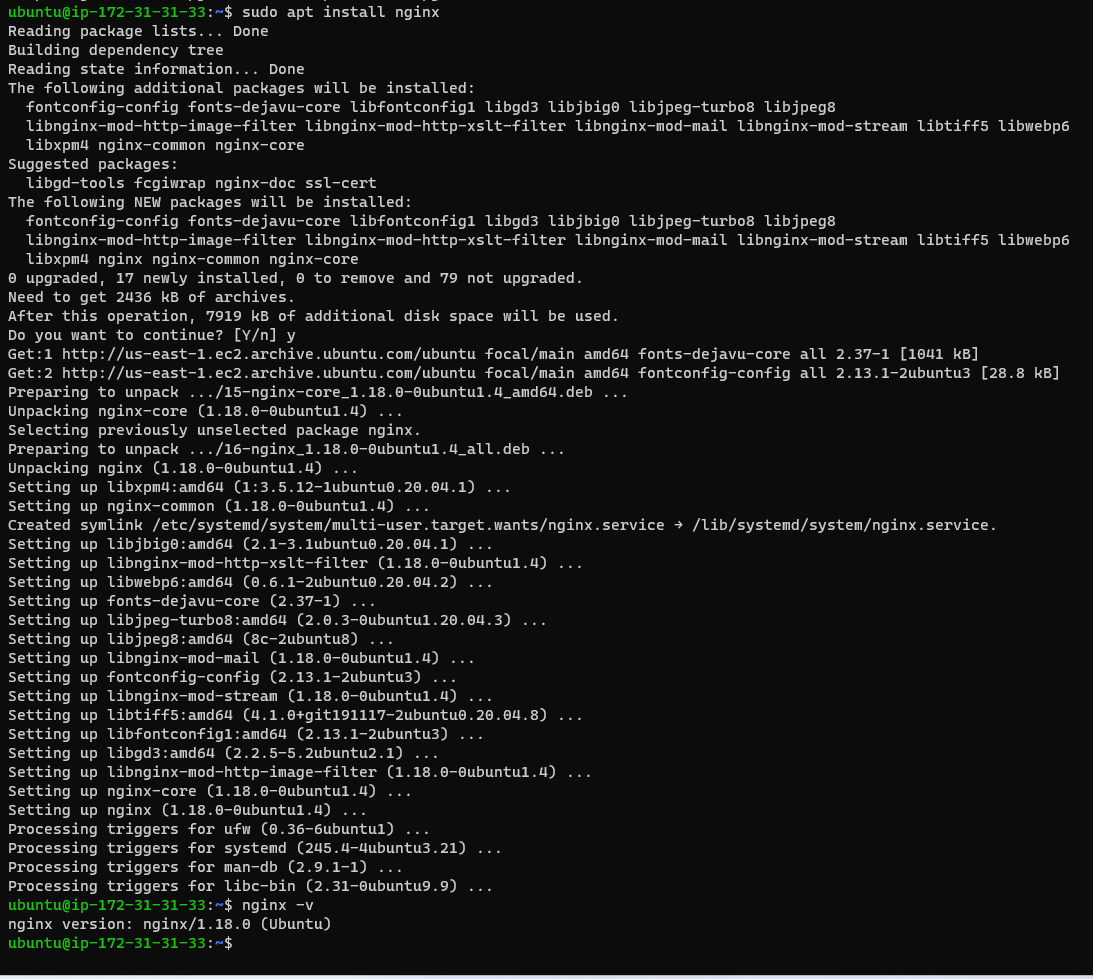 ubuntu@ip-172-31-31-33:~$ sudo apt install nginx
Reading package lists... Done
Building dependency tree
Reading state information... Done
The following additional packages will be installed:
  fontconfig-config fonts-dejavu-core libfontconfig1 libgd3 libjbig0 libjpeg-turbo8 libjpeg8
  libnginx-mod-http-image-filter libnginx-mod-http-xslt-filter libnginx-mod-mail libnginx-mod-stream libtiff5 libwebp6
  libxpm4 nginx-common nginx-core
Suggested packages:
  libgd-tools fcgiwrap nginx-doc ssl-cert
The following NEW packages will be installed:
  fontconfig-config fonts-dejavu-core libfontconfig1 libgd3 libjbig0 libjpeg-turbo8 libjpeg8
  libnginx-mod-http-image-filter libnginx-mod-http-xslt-filter libnginx-mod-mail libnginx-mod-stream libtiff5 libwebp6
  libxpm4 nginx nginx-common nginx-core
0 upgraded, 17 newly installed, 0 to remove and 79 not upgraded.
Need to get 2436 kB of archives.
After this operation, 7919 kB of additional disk space will be used.
Do you want to continue? [Y/n] y
Get:1 http://us-east-1.ec2.archive.ubuntu.com/ubuntu focal/main amd64 fonts-dejavu-core all 2.37-1 [1041 kB]
Get:2 http://us-east-1.ec2.archive.ubuntu.com/ubuntu focal/main amd64 fontconfig-config all 2.13.1-2ubuntu3 [28.8 kB]
Preparing to unpack .../15-nginx-core_1.18.0-0ubuntu1.4_amd64.deb ...
Unpacking nginx-core (1.18.0-0ubuntu1.4) ...
Selecting previously unselected package nginx.
Preparing to unpack .../16-nginx_1.18.0-0ubuntu1.4_all.deb ...
Unpacking nginx (1.18.0-0ubuntu1.4) ...
Setting up libxpm4:amd64 (1:3.5.12-1ubuntu0.20.04.1) ...
Setting up nginx-common (1.18.0-0ubuntu1.4) ...
Created symlink /etc/systemd/system/multi-user.target.wants/nginx.service → /lib/systemd/system/nginx.service.
Setting up libjbig0:amd64 (2.1-3.1ubuntu0.20.04.1) ...
Setting up libnginx-mod-http-xslt-filter (1.18.0-0ubuntu1.4) ...
Setting up libwebp6:amd64 (0.6.1-2ubuntu0.20.04.2) ...
Setting up fonts-dejavu-core (2.37-1) ...
Setting up libjpeg-turbo8:amd64 (2.0.3-0ubuntu1.20.04.3) ...
Setting up libjpeg8:amd64 (8c-2ubuntu8) ...
Setting up libnginx-mod-mail (1.18.0-0ubuntu1.4) ...
Setting up fontconfig-config (2.13.1-2ubuntu3) ...
Setting up libnginx-mod-stream (1.18.0-0ubuntu1.4) ...
Setting up libtiff5:amd64 (4.1.0+git191117-2ubuntu0.20.04.8) ...
Setting up libfontconfig1:amd64 (2.13.1-2ubuntu3) ...
Setting up libgd3:amd64 (2.2.5-5.2ubuntu2.1) ...
Setting up libnginx-mod-http-image-filter (1.18.0-0ubuntu1.4) ...
Setting up nginx-core (1.18.0-0ubuntu1.4) ...
Setting up nginx (1.18.0-0ubuntu1.4) ...
Processing triggers for ufw (0.36-6ubuntu1) ...
Processing triggers for systemd (245.4-4ubuntu3.21) ...
Processing triggers for man-db (2.9.1-1) ...
Processing triggers for libc-bin (2.31-0ubuntu9.9) ...
ubuntu@ip-172-31-31-33:~$ nginx -v
nginx version: nginx/1.18.0 (Ubuntu)
ubuntu@ip-172-31-31-33:~$